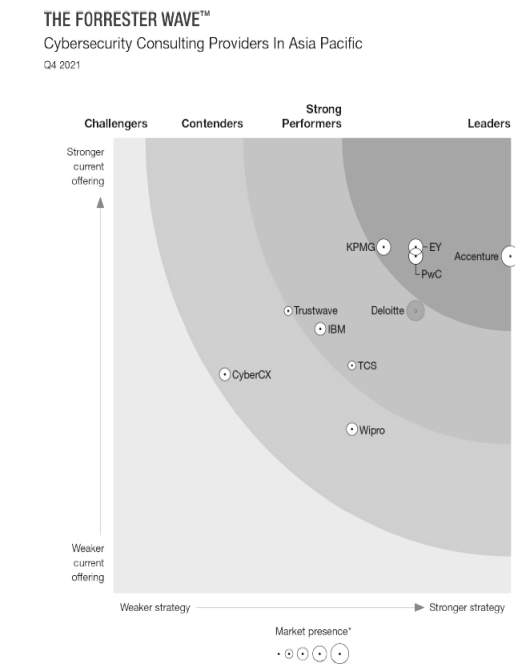 THE FORRESTER WAVE™
Cybersecurity Consulting Providers In Asia Pacific
Q4 2021
Challengers
Contenders
Strong
Performers
Leaders
Stronger
current
offering
KPMG
EY
Accenture
PwC
Trustwave
Deloitte
IBM
TCS
CyberCX
Wipro
Weaker
current
offering
Weaker strategy
Stronger strategy
Market presence*